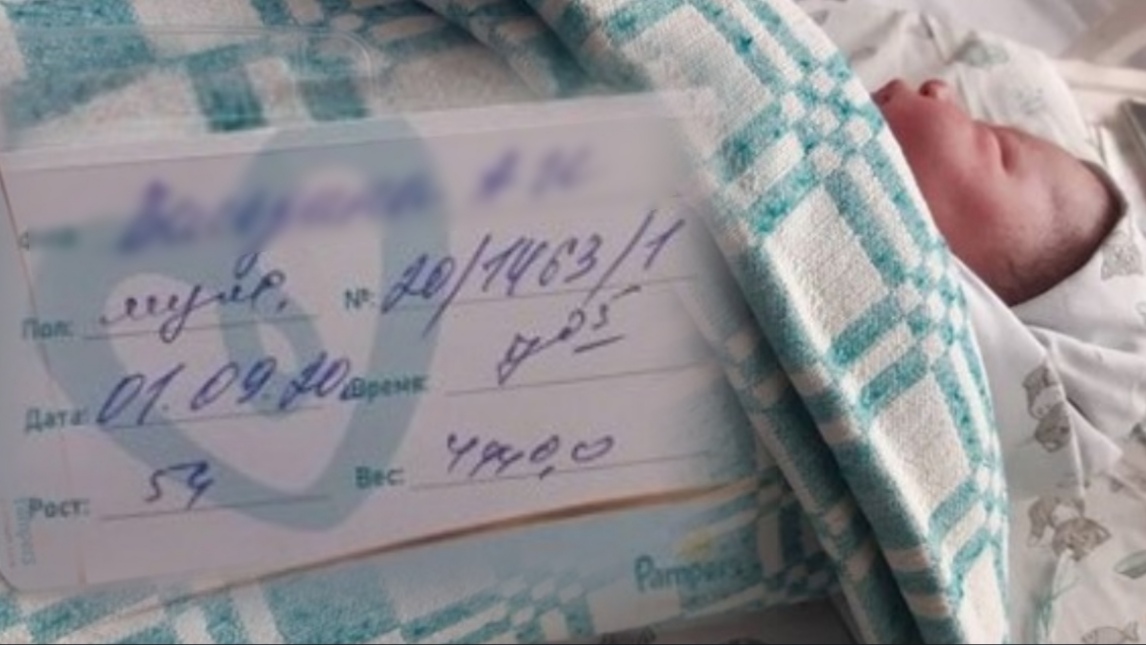 Пол: муж. №: 20/1463/1
Дата: 01.09.20. Время: 7 05
Рост: 54 Вес: 4440,0
Pampers